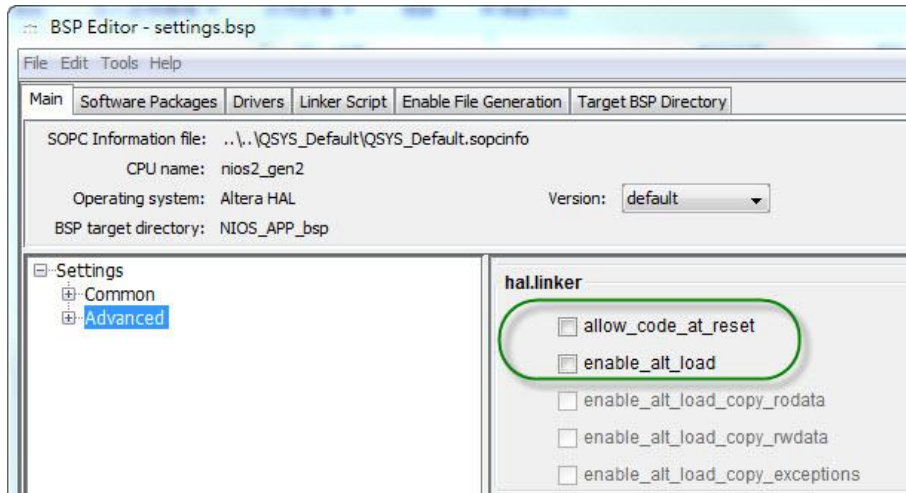 BSP Editor - settings.bsp
File Edit Tools Help
Main Software Packages Drivers Linker Script Enable File Generation Target BSP Directory
SOPC Information file: ..\..\QSYS_Default\QSYS_Default.sopcinfo
CPU name: nios2_gen2
Operating system: Altera HAL Version: default
BSP target directory: NIOS_APP_bsp
Settings
Common
Advanced
hal.linker
allow_code_at_reset
enable_alt_load
enable_alt_load_copy_rodata
enable_alt_load_copy_rwdata
enable_alt_load_copy_exceptions